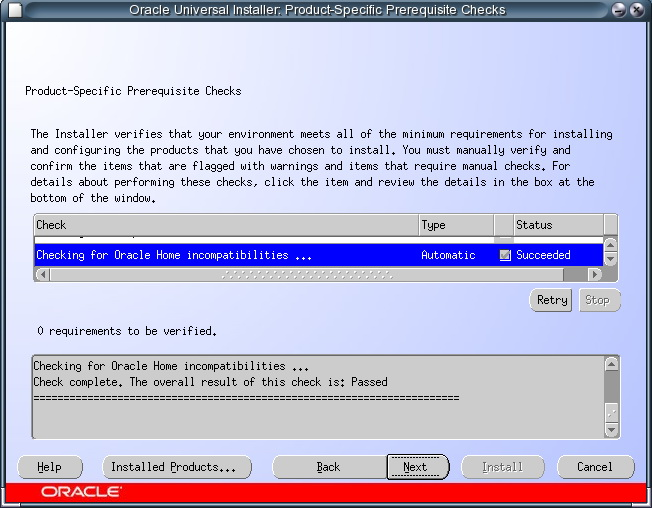 Oracle Universal Installer: Product-Specific Prerequisite Checks
Product-Specific Prerequisite Checks
The Installer verifies that your environment meets all of the minimum requirements for installing
and configuring the products that you have chosen to install. You must manually verify and
confirm the items that are flagged with warnings and items that require manual checks. For
details about performing these checks, click the item and review the details in the box at the
bottom of the window.
Check Type Status
Checking for Oracle Home incompatibilities ... Automatic Succeeded
Retry Stop
0 requirements to be verified.
Checking for Oracle Home incompatibilities ...
Check complete. The overall result of this check is: Passed
=======================================================================
Help Installed Products... Back Next Install Cancel
ORACLE